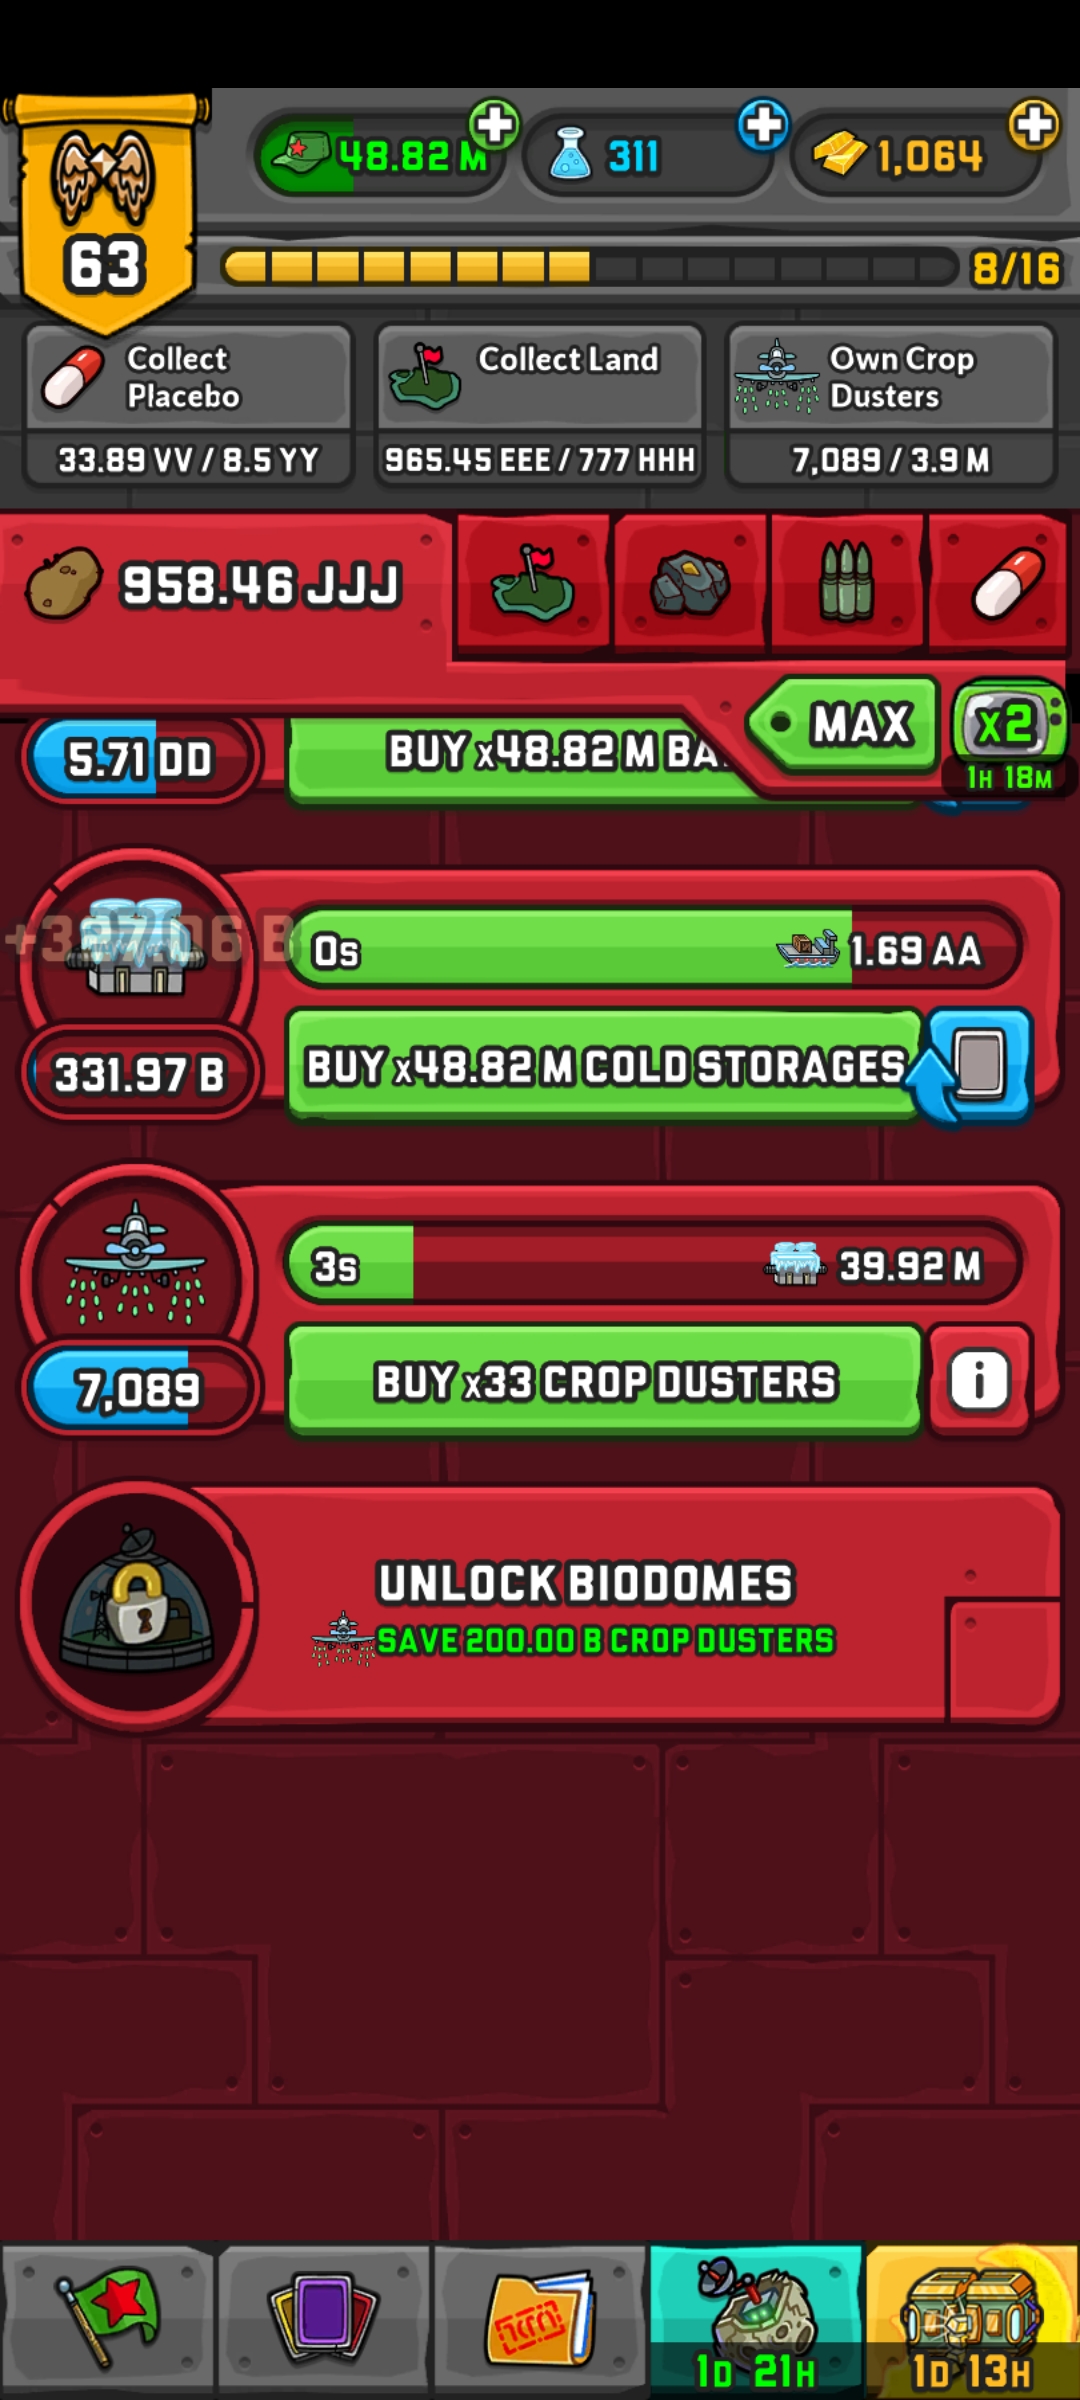 48.82 M
311
1,064
63
8/16
Collect
Placebo
33.89 VV / 8.5 YY
Collect Land
965.45 EEE / 777 HHH
Own Crop
Dusters
7,089 / 3.9 M
958.46 JJJ
MAX
x2
1H 18M
5.71 DD
BUY x48.82 M BA
0s
1.69 AA
331.97 B
BUY x48.82 M COLD STORAGES
3s
39.92 M
7,089
BUY x33 CROP DUSTERS
i
UNLOCK BIODOMES
SAVE 200.00 B CROP DUSTERS
1D 21H
1D 13H